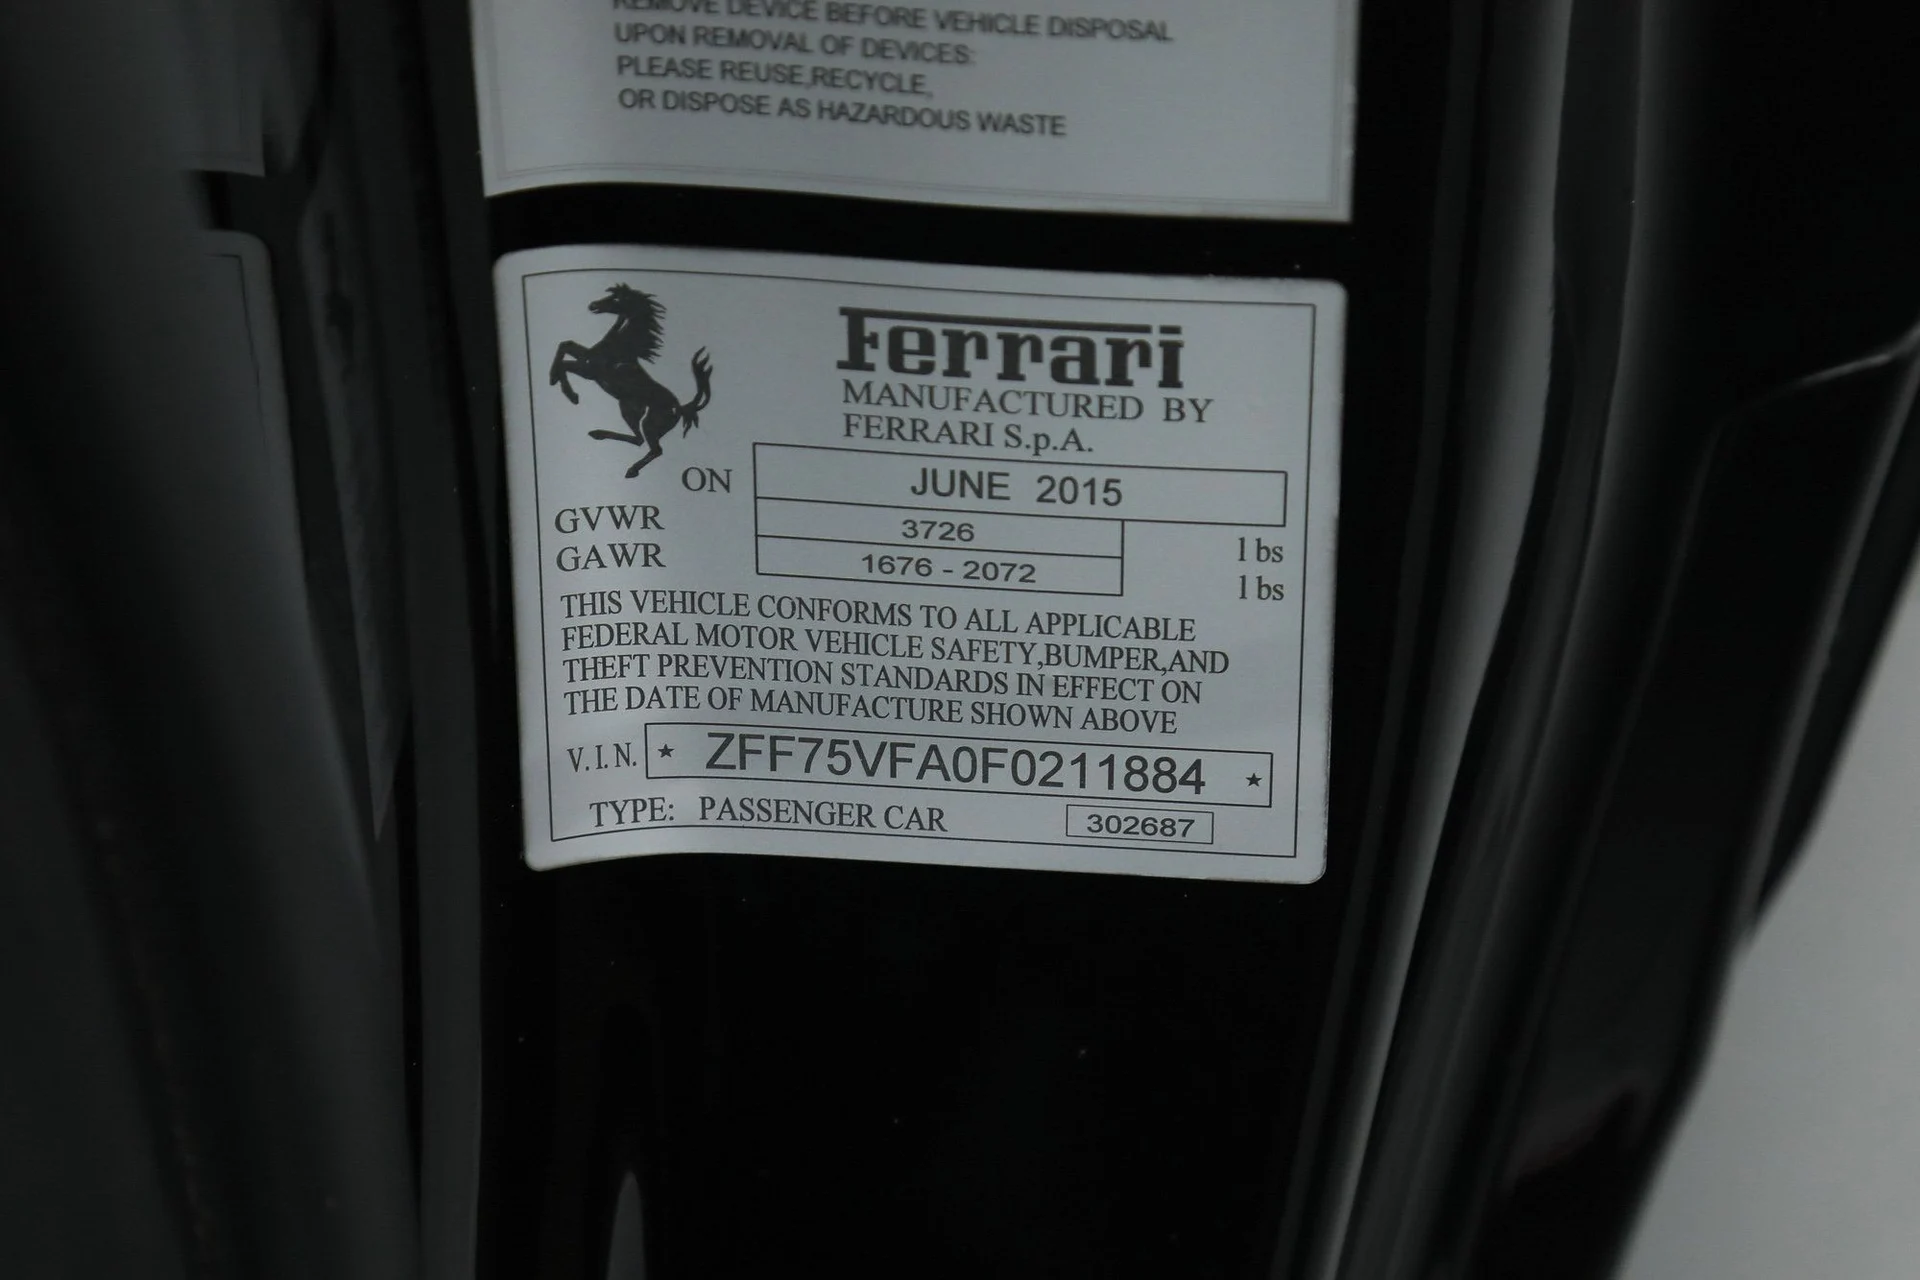 REMOVE DEVICE BEFORE VEHICLE DISPOSAL
UPON REMOVAL OF DEVICES:
PLEASE REUSE,RECYCLE,
OR DISPOSE AS HAZARDOUS WASTE
Ferrari
MANUFACTURED BY
FERRARI S.p.A.
ON JUNE 2015
GVWR 3726 lbs
GAWR 1676 - 2072 lbs
THIS VEHICLE CONFORMS TO ALL APPLICABLE
FEDERAL MOTOR VEHICLE SAFETY,BUMPER,AND
THEFT PREVENTION STANDARDS IN EFFECT ON
THE DATE OF MANUFACTURE SHOWN ABOVE
V.I.N. ★ ZFF75VFA0F0211884 ★
TYPE: PASSENGER CAR 302687